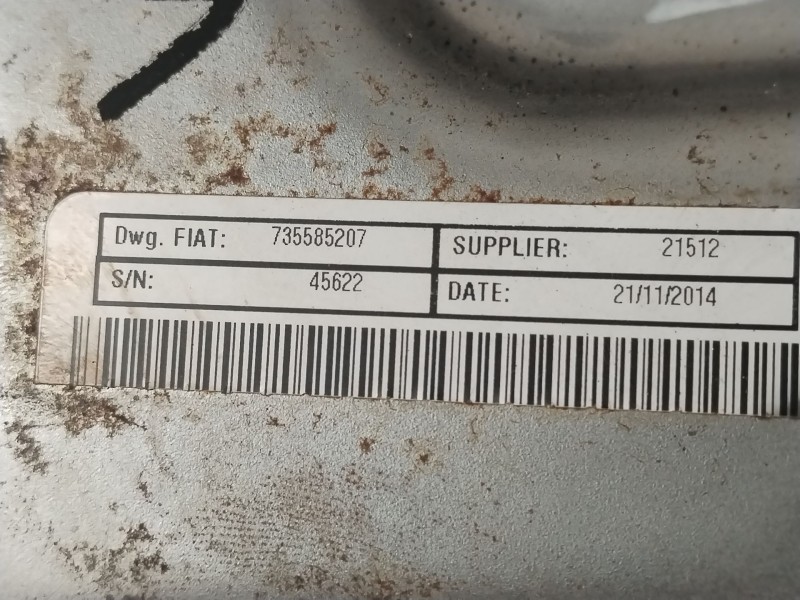 Dwg. FIAT: 735585207 SUPPLIER: 21512
S/N: 45622 DATE: 21/11/2014